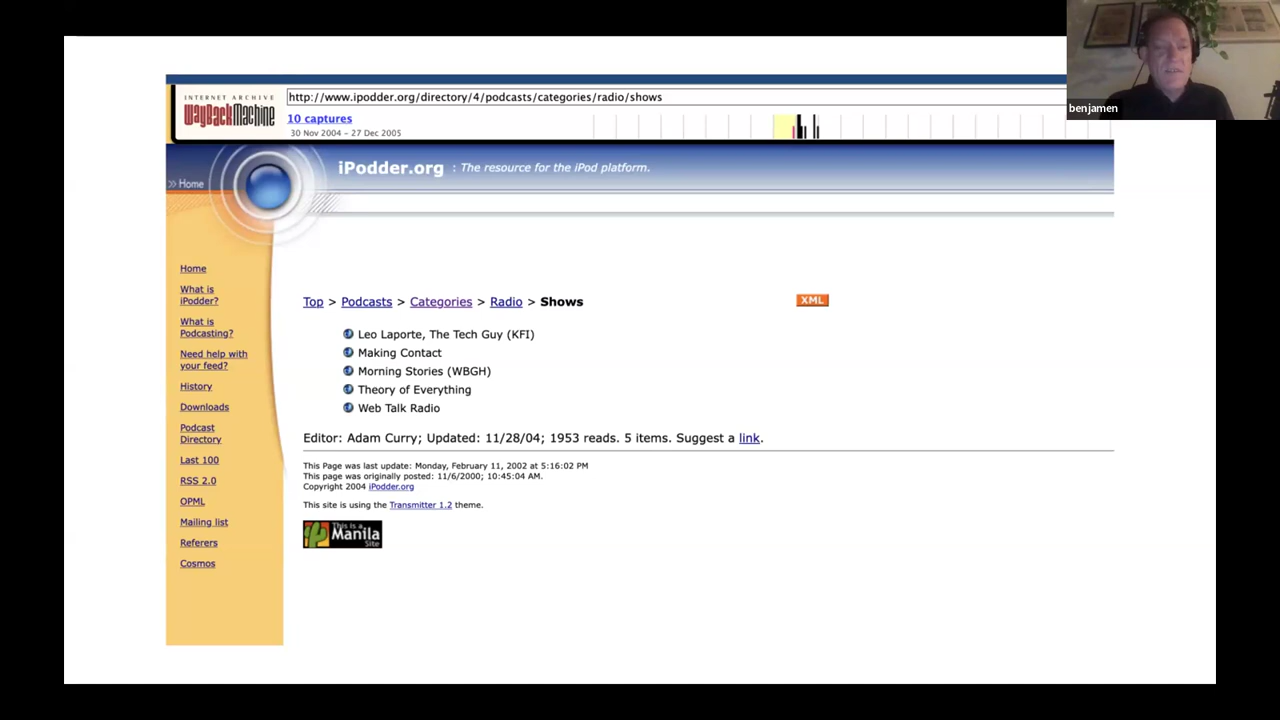 benjamen
INTERNET ARCHIVE
WayBackMachine
http://www.ipodder.org/directory/4/podcasts/categories/radio/shows
10 captures
30 Nov 2004 – 27 Dec 2005
>> Home
iPodder.org : The resource for the iPod platform.
Home
What is
iPodder?
What is
Podcasting?
Need help with
your feed?
History
Downloads
Podcast
Directory
Last 100
RSS 2.0
OPML
Mailing list
Referers
Cosmos
Top > Podcasts > Categories > Radio > Shows
XML
Leo Laporte, The Tech Guy (KFI)
Making Contact
Morning Stories (WBGH)
Theory of Everything
Web Talk Radio
Editor: Adam Curry; Updated: 11/28/04; 1953 reads. 5 items. Suggest a link.
This Page was last update: Monday, February 11, 2002 at 5:16:02 PM
This page was originally posted: 11/6/2000; 10:45:04 AM.
Copyright 2004 iPodder.org
This site is using the Transmitter 1.2 theme.
This is a
Manila
Site